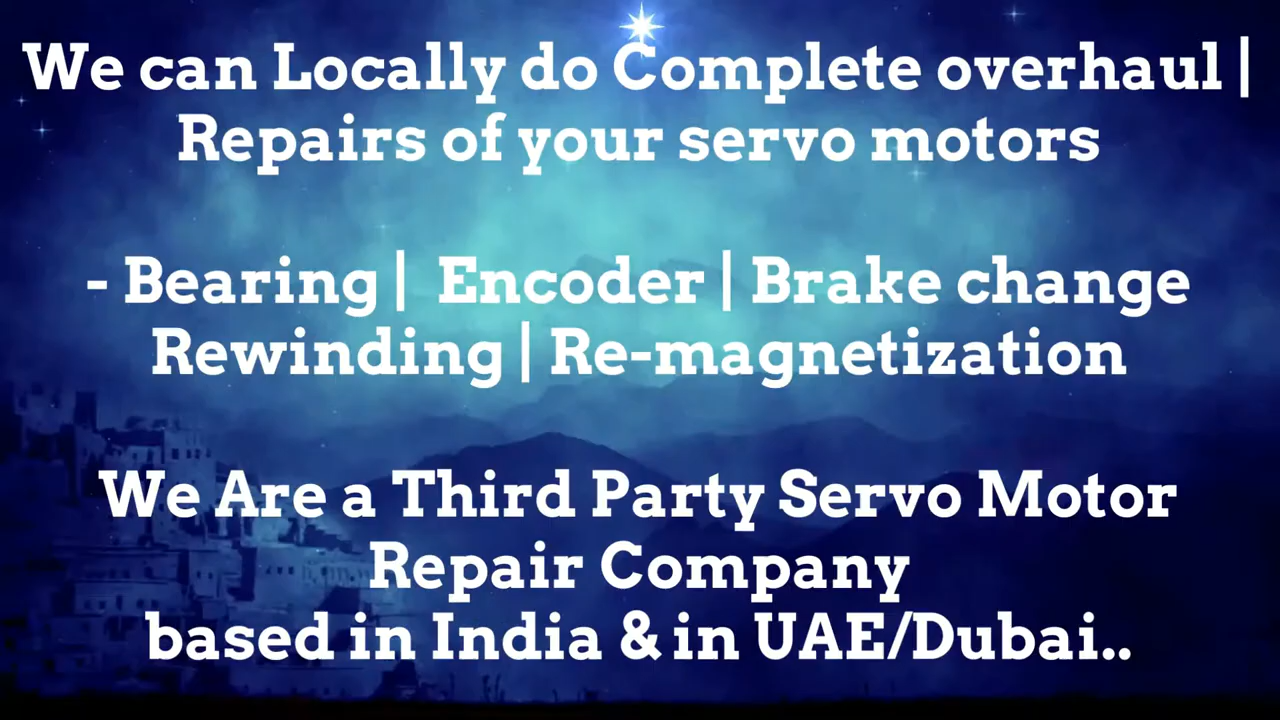 We can Locally do Complete overhaul |
Repairs of your servo motors
- Bearing | Encoder | Brake change
Rewinding | Re-magnetization
We Are a Third Party Servo Motor
Repair Company
based in India & in UAE/Dubai..